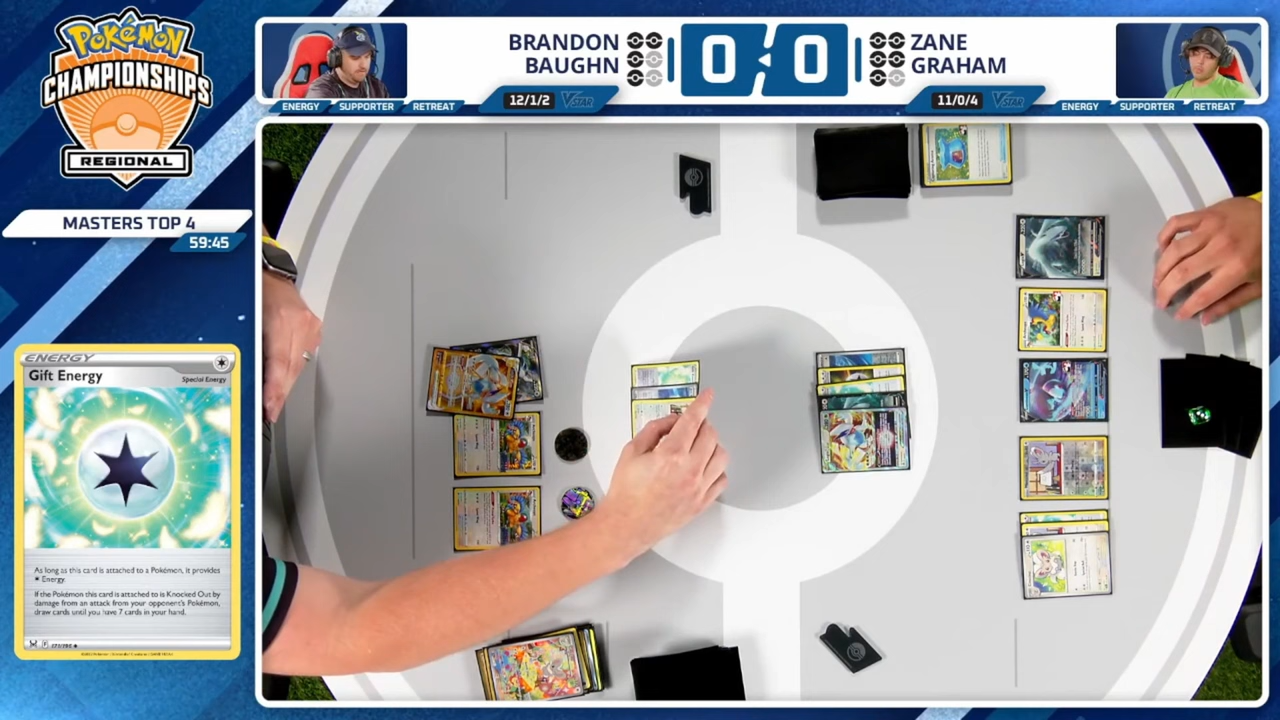 POKÉMON
CHAMPIONSHIPS
REGIONAL
MASTERS TOP 4
59:45
BRANDON
BAUGHN
0
0
ZANE
GRAHAM
ENERGY
SUPPORTER
RETREAT
12/1/2
VSTAR
11/0/4
VSTAR
ENERGY
SUPPORTER
RETREAT
ENERGY
Gift Energy
Special Energy
As long as this card is attached to a Pokémon, it provides
Energy.
If the Pokémon this card is attached to is Knocked Out by
damage from an attack from your opponent's Pokémon,
draw cards until you have 7 cards in your hand.